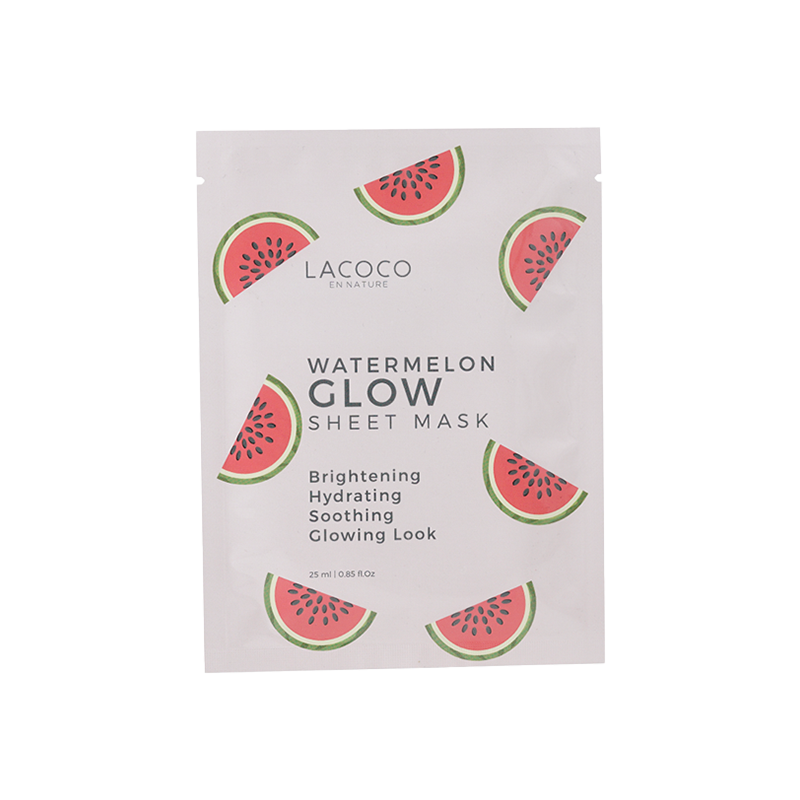 LACOCO
EN NATURE
WATERMELON
GLOW
SHEET MASK
Brightening
Hydrating
Soothing
Glowing Look
25 ml | 0.85 fl.Oz